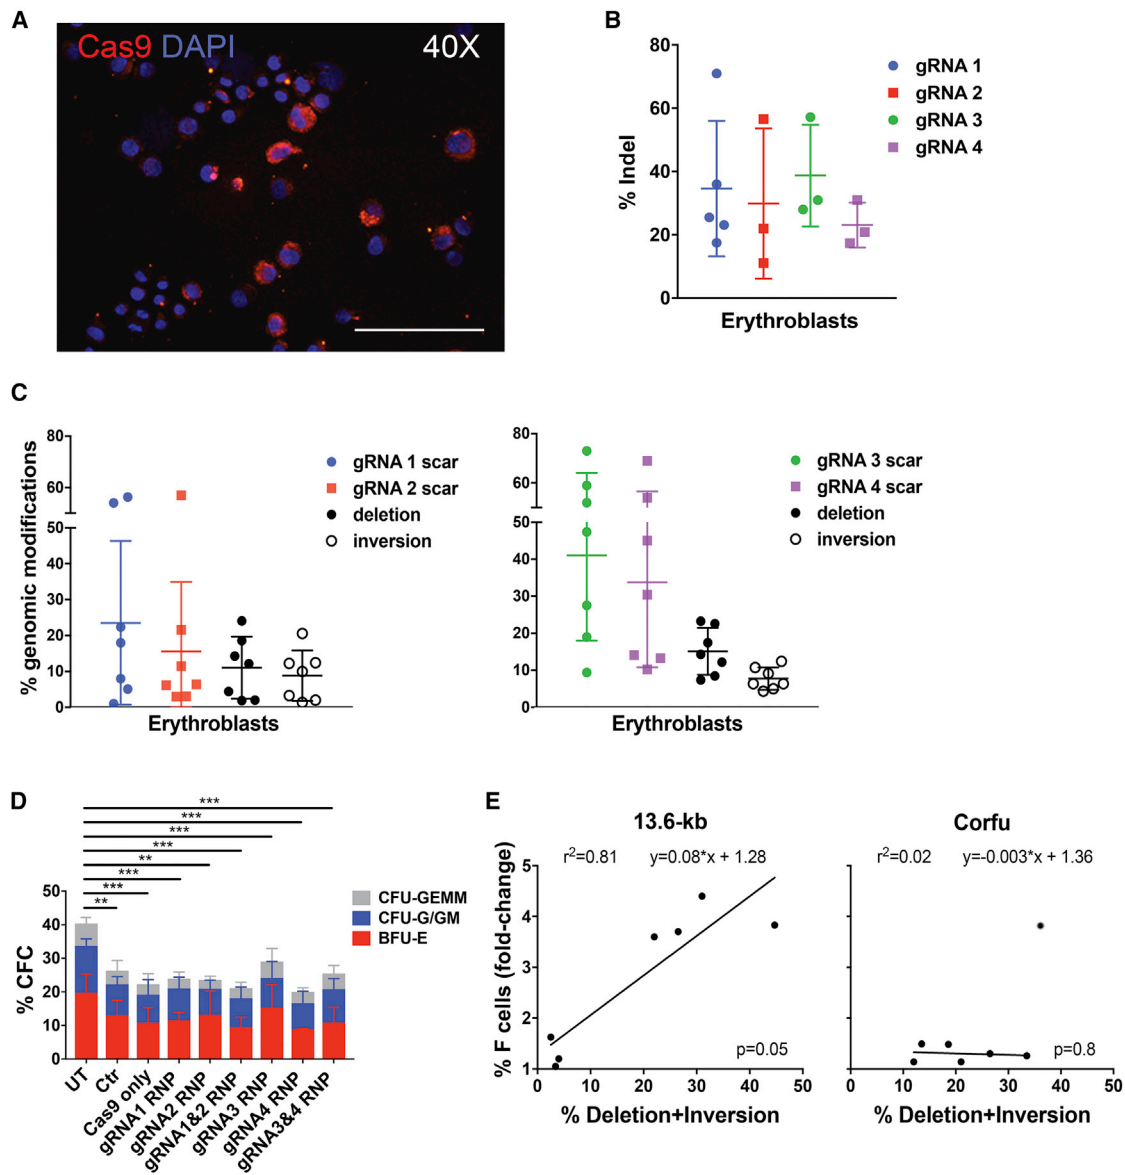 A
Cas9 DAPI
40X
B
% Indel
80
60
40
20
0
gRNA 1
gRNA 2
gRNA 3
gRNA 4
Erythroblasts
C
% genomic modifications
80
60
50
40
30
20
10
0
gRNA 1 scar
gRNA 2 scar
deletion
inversion
Erythroblasts
80
60
50
40
30
20
10
0
gRNA 3 scar
gRNA 4 scar
deletion
inversion
Erythroblasts
D
***
***
***
***
**
***
***
**
% CFC
50
40
30
20
10
0
CFU-GEMM
CFU-G/GM
BFU-E
UT
Ctr
Cas9 only
gRNA1 RNP
gRNA2 RNP
gRNA1&2 RNP
gRNA3 RNP
gRNA4 RNP
gRNA3&4 RNP
E
13.6-kb
r²=0.81 y=0.08*x + 1.28
% F cells (fold-change)
5
4
3
2
1
p=0.05
0 10 20 30 40 50
% Deletion+Inversion
Corfu
r²=0.02 y=-0.003*x + 1.36
p=0.8
0 10 20 30 40 50
% Deletion+Inversion